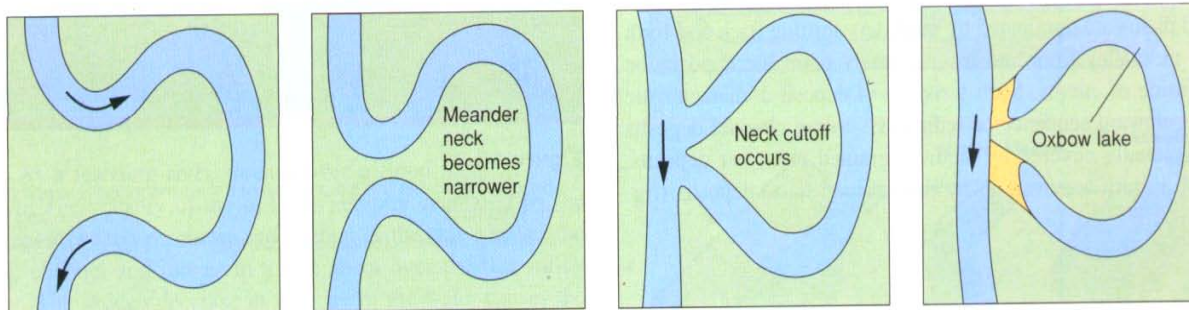 Meander
neck
becomes
narrower
Neck cutoff
occurs
Oxbow lake